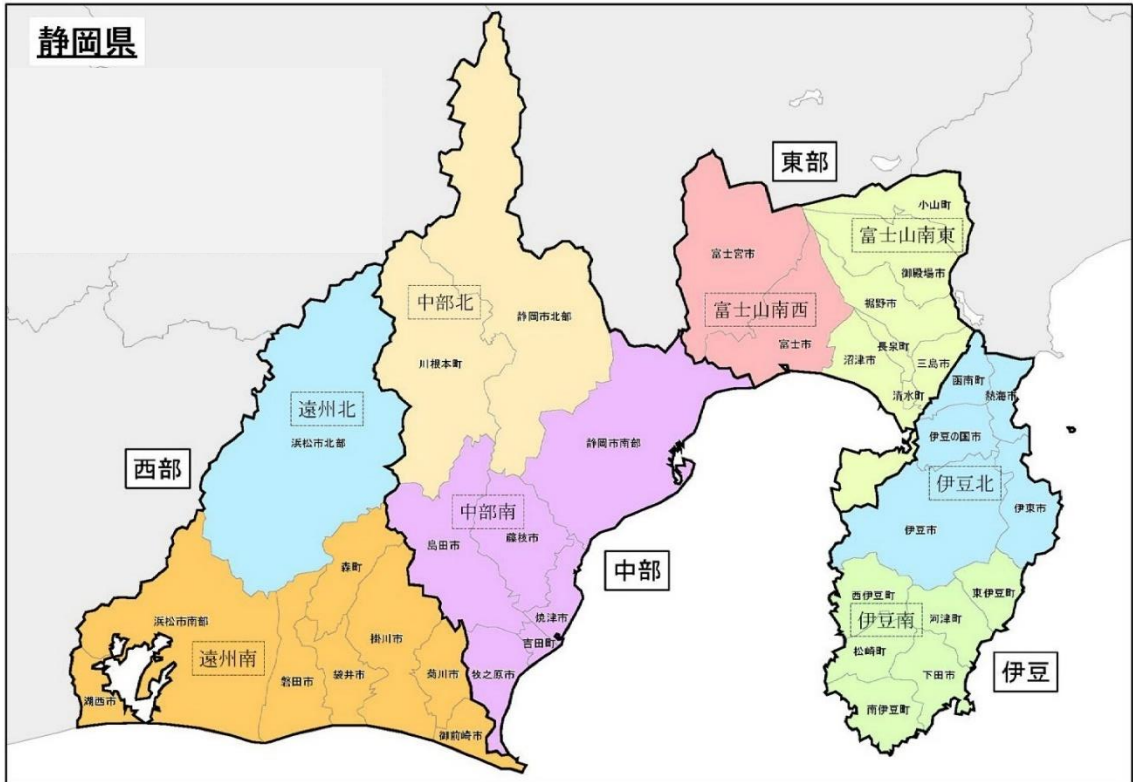 静岡県
東部
小山町
富士山南東
富士宮市
御殿場市
裾野市
中部北
静岡市北部
富士山南西
富士市
長泉町
沼津市
三島市
川根本町
清水町
函南町
熱海市
遠州北
浜松市北部
静岡市南部
伊豆の国市
西部
伊豆北
中部南
伊東市
島田市
藤枝市
伊豆市
中部
森町
西伊豆町
東伊豆町
浜松市南部
焼津市
河津町
伊豆南
掛川市
吉田町
松崎町
遠州南
磐田市
袋井市
菊川市
牧之原市
下田市
伊豆
湖西市
南伊豆町
御前崎市